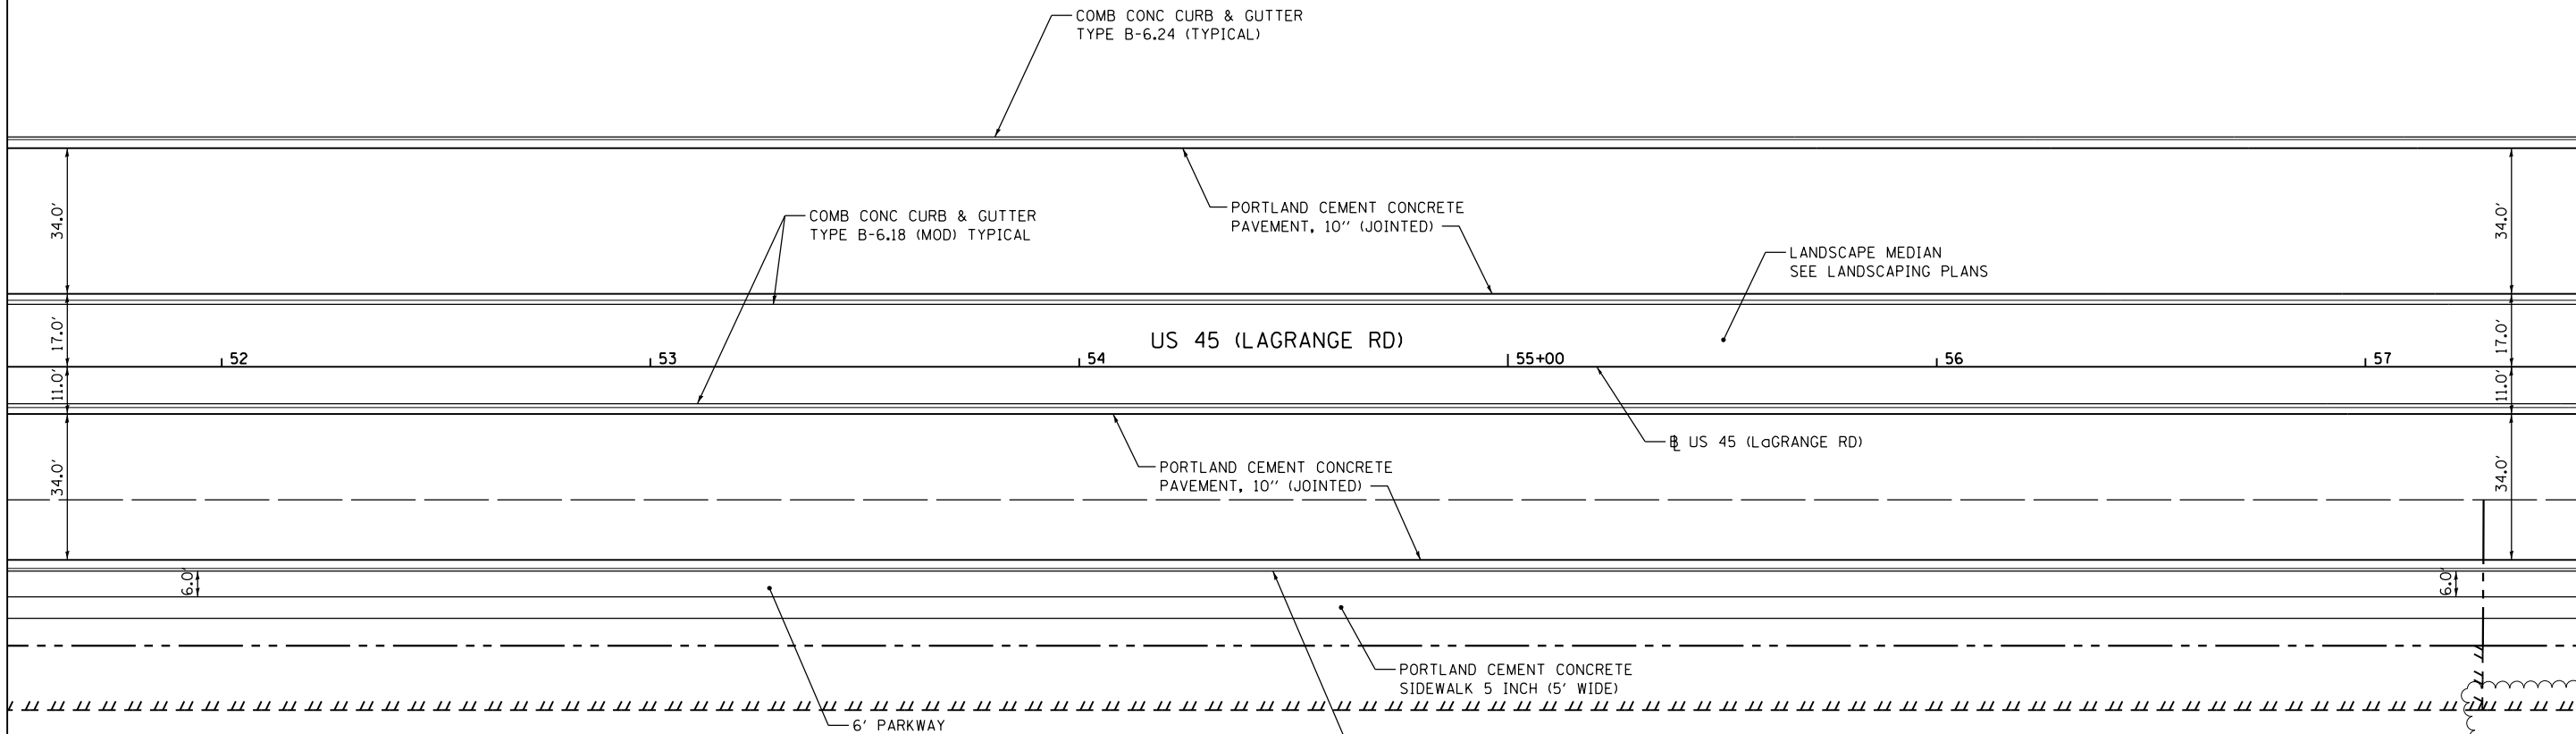 COMB CONC CURB & GUTTER
TYPE B-6.24 (TYPICAL)
34.0'
COMB CONC CURB & GUTTER
TYPE B-6.18 (MOD) TYPICAL
PORTLAND CEMENT CONCRETE
PAVEMENT, 10'' (JOINTED)
34.0'
LANDSCAPE MEDIAN
SEE LANDSCAPING PLANS
17.0'
US 45 (LAGRANGE RD)
17.0'
52
53
54
55+00
56
57
11.0'
11.0'
℄ US 45 (LaGRANGE RD)
34.0'
PORTLAND CEMENT CONCRETE
PAVEMENT, 10'' (JOINTED)
34.0'
6.0'
6.0'
PORTLAND CEMENT CONCRETE
SIDEWALK 5 INCH (5' WIDE)
6' PARKWAY